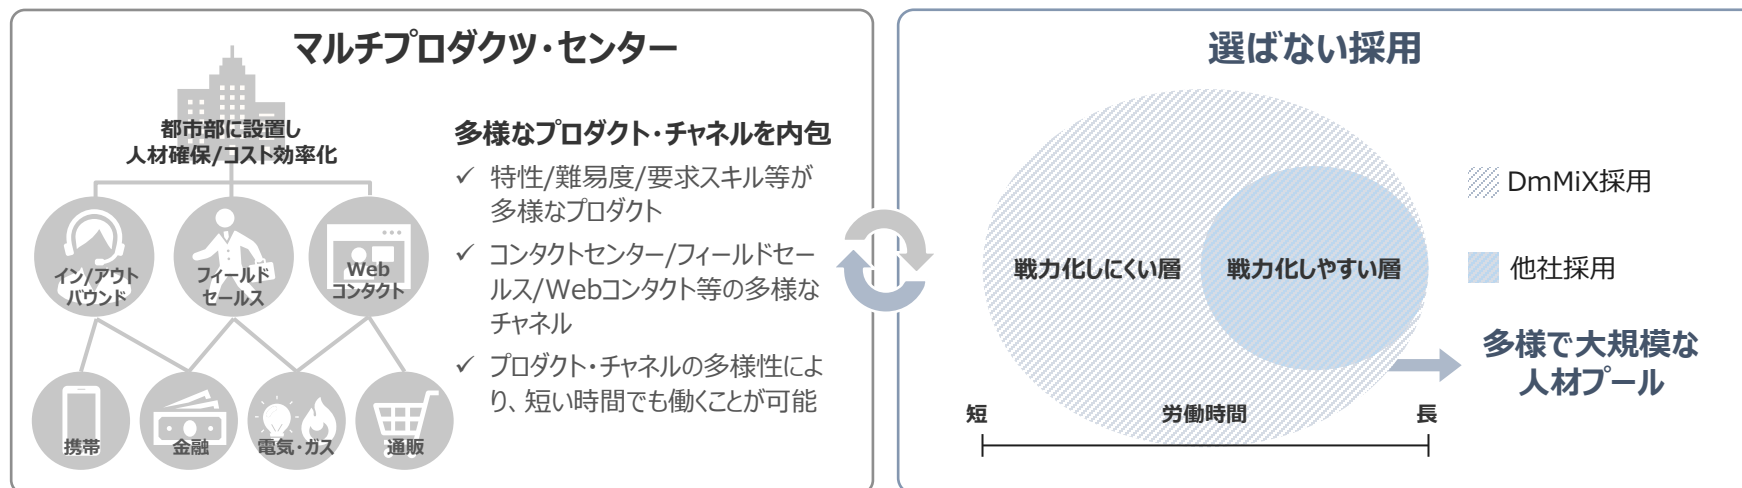 マルチプロダクツ・センター
都市部に設置し
人材確保/コスト効率化
イン/アウト
バウンド
フィールド
セールス
Web
コンタクト
携帯
金融
電気・ガス
通販
多様なプロダクト・チャネルを内包
✓ 特性/難易度/要求スキル等が
多様なプロダクト
✓ コンタクトセンター/フィールドセー
ルス/Webコンタクト等の多様な
チャネル
✓ プロダクト・チャネルの多様性によ
り、短い時間でも働くことが可能
選ばない採用
戦力化しにくい層
戦力化しやすい層
DmMiX採用
他社採用
多様で大規模な
人材プール
短
労働時間
長